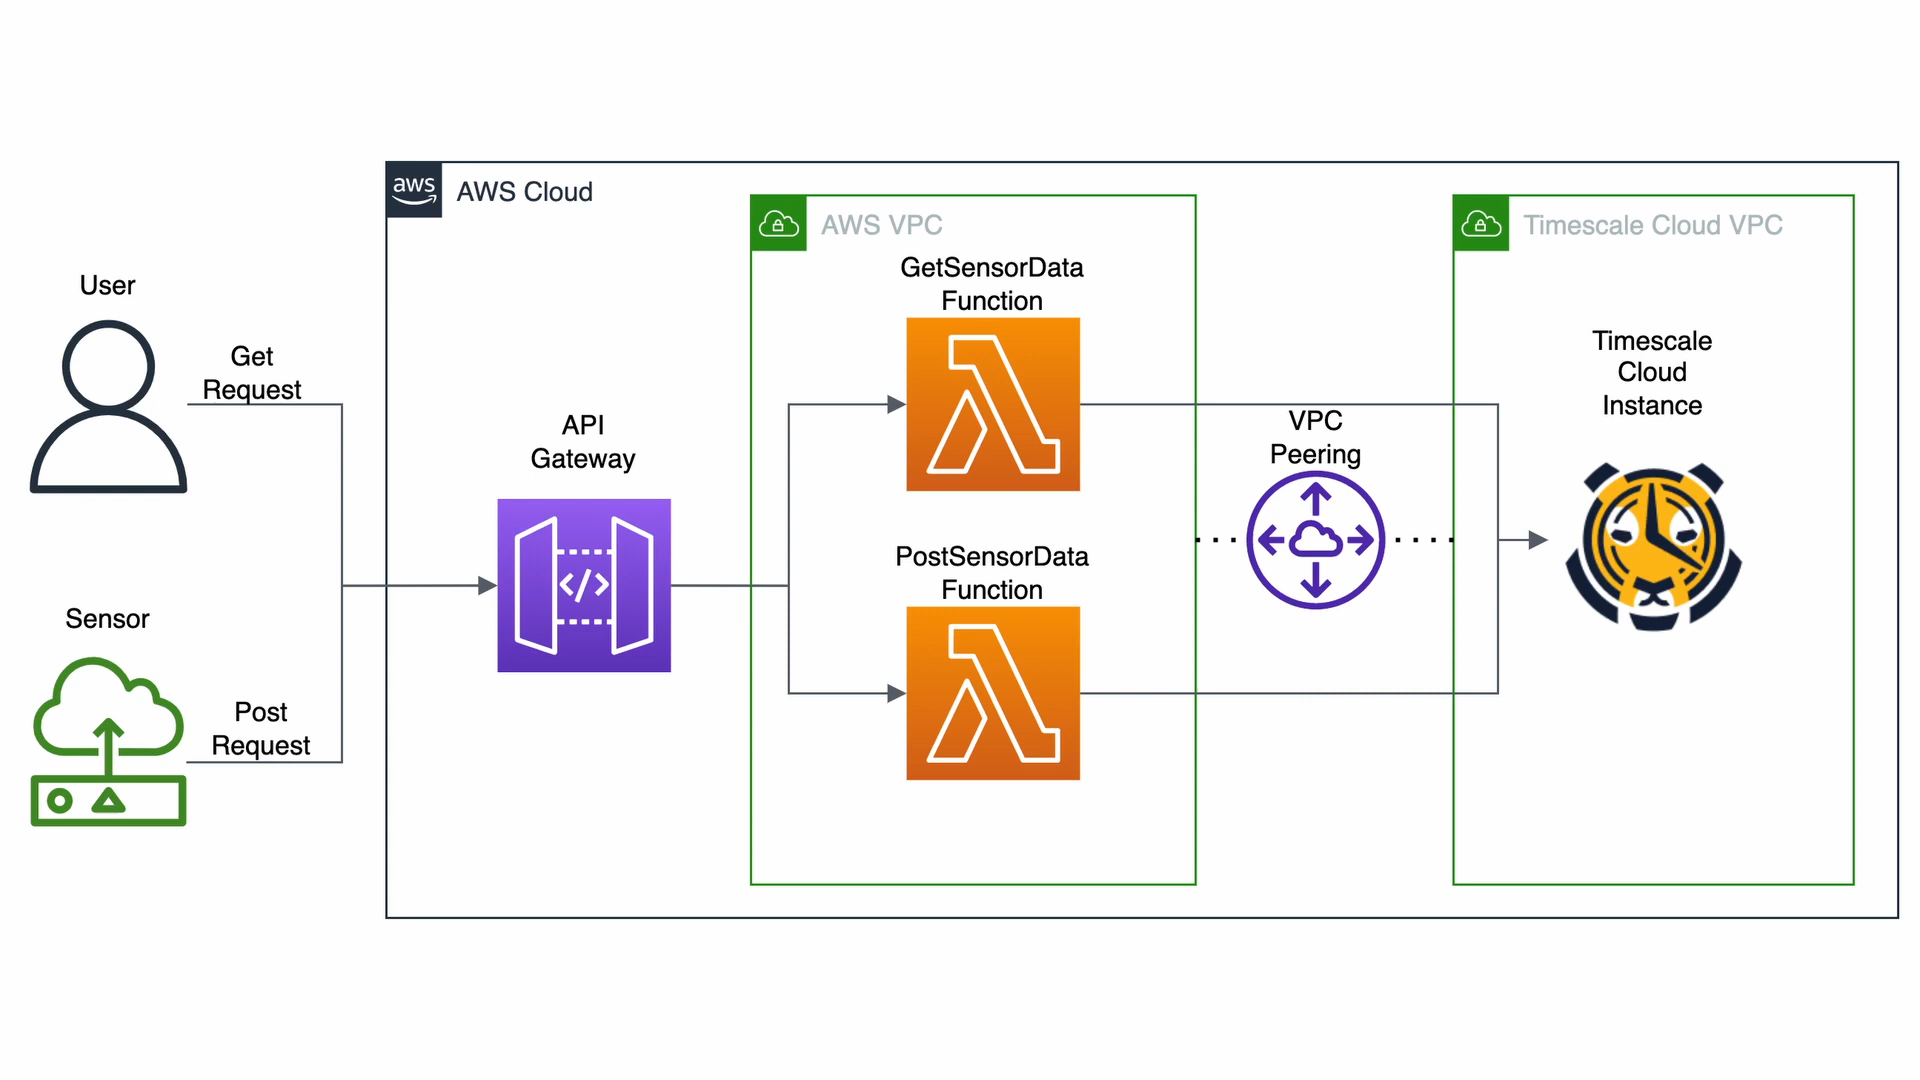 aws
AWS Cloud
AWS VPC
Timescale Cloud VPC
User
Get
Request
Sensor
Post
Request
API
Gateway
</>
GetSensorData
Function
PostSensorData
Function
VPC
Peering
Timescale
Cloud
Instance